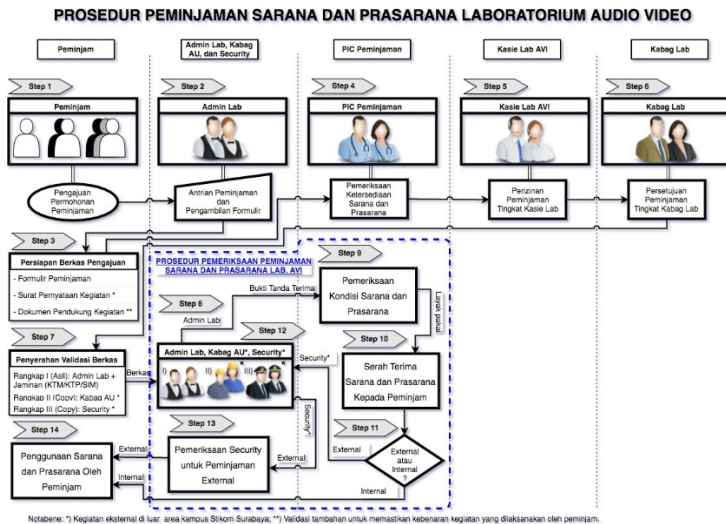 PROSEDUR PEMINJAMAN SARANA DAN PRASARANA LABORATORIUM AUDIO VIDEO
Peminjam
Admin Lab, Kabag
AU, dan Security
PIC Peminjaman
Kasie Lab AVI
Kabag Lab
Step 1
Step 2
Step 4
Step 5
Step 6
Peminjam
Admin Lab
PIC Peminjaman
Kasie Lab AVI
Kabag Lab
Pengajuan
Permohonan
Peminjaman
Antrian Peminjaman
dan
Pengambilan Formulir
Pemeriksaan
Ketersediaan
Sarana dan
Prasarana
Perizinan
Peminjaman
Tingkat Kasie Lab
Persetujuan
Peminjaman
Tingkat Kabag Lab
Step 3
Persiapan Berkas Pengajuan
- Formulir Peminjaman
- Surat Pernyataan Kegiatan *
- Dokumen Pendukung Kegiatan **
PROSEDUR PEMERIKSAAN PEMINJAMAN
SARANA DAN PRASARANA LAB. AVI
Step 9
Pemeriksaan
Kondisi Sarana dan
Prasarana
Bukti Tanda Terima
Step 8
Admin Lab
Layak pakai
Step 7
Penyerahan Validasi Berkas
Rangkap I (Asli): Admin Lab +
Jaminan (KTM/KTP/SIM)
Rangkap II (Copy): Kabag AU *
Rangkap III (Copy): Security *
Berkas
Step 12
Admin Lab, Kabag AU*, Security*
I)
II)
*
III)
*
Security*
Step 10
Serah Terima
Sarana dan Prasarana
Kepada Peminjam
Step 11
External
atau
Internal
?
External
Internal
Security*
External
Step 13
Pemeriksaan Security
untuk Peminjaman
External
Step 14
Penggunaan Sarana
dan Prasarana Oleh
Peminjam
External
Internal
Notabene: *) Kegiatan eksternal di luar area kampus Stikom Surabaya; **) Validasi tambahan untuk memastikan kebenaran kegiatan yang dilaksanakan oleh peminjam.